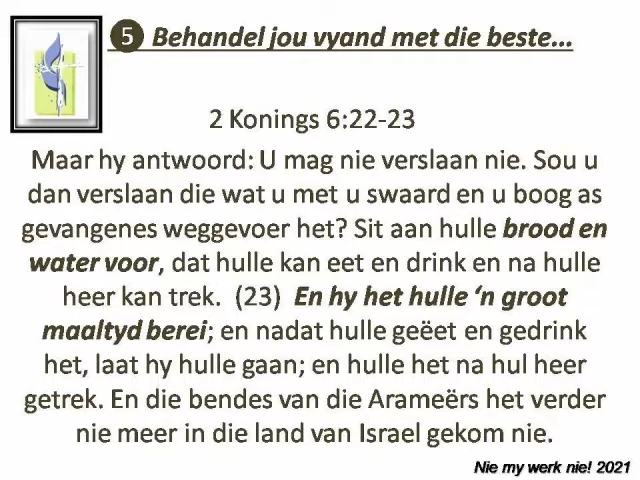 5 Behandel jou vyand met die beste...
2 Konings 6:22-23
Maar hy antwoord: U mag nie verslaan nie. Sou u
dan verslaan die wat u met u swaard en u boog as
gevangenes weggevoer het? Sit aan hulle brood en
water voor, dat hulle kan eet en drink en na hulle
heer kan trek. (23) En hy het hulle ‘n groot
maaltyd berei; en nadat hulle geëet en gedrink
het, laat hy hulle gaan; en hulle het na hul heer
getrek. En die bendes van die Arameërs het verder
nie meer in die land van Israel gekom nie.
Nie my werk nie! 2021